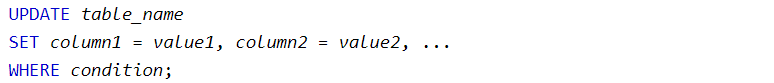 UPDATE table_name
SET column1 = value1, column2 = value2, ...
WHERE condition;